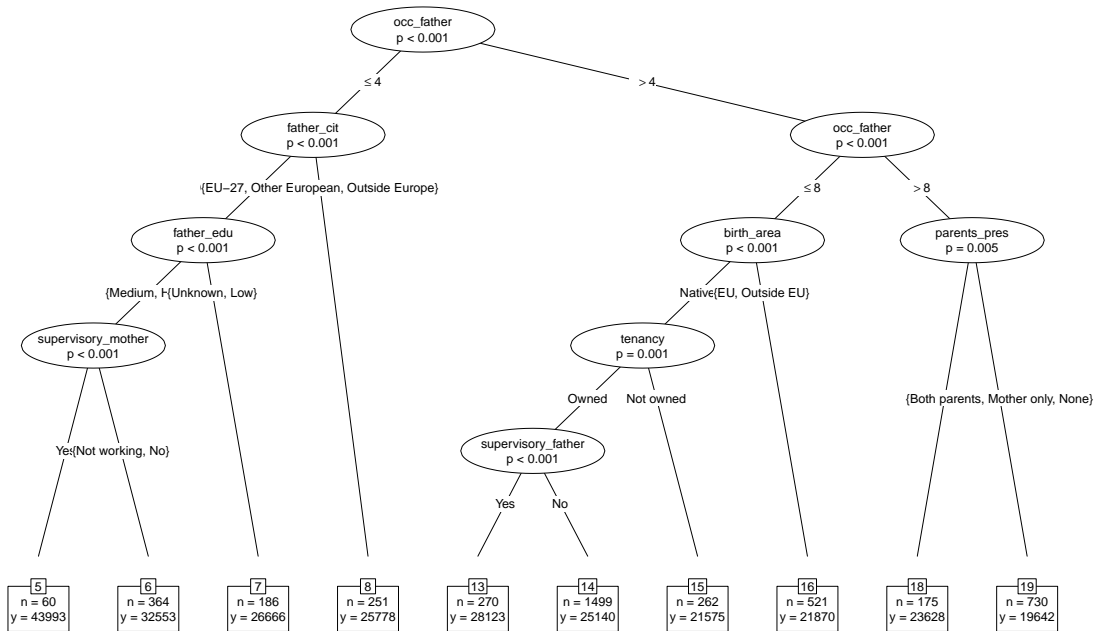 occ_father
p < 0.001
≤ 4
> 4
father_cit
p < 0.001
occ_father
p < 0.001
{EU−27, Other European, Outside Europe}
≤ 8
> 8
father_edu
p < 0.001
birth_area
p < 0.001
parents_pres
p = 0.005
{Medium, {Unknown, Low}
Native {EU, Outside EU}
supervisory_mother
p < 0.001
tenancy
p = 0.001
Owned
Not owned
{Both parents, Mother only, None}
supervisory_father
p < 0.001
Yes {Not working, No}
Yes
No
5
n = 60
y = 43993
6
n = 364
y = 32553
7
n = 186
y = 26666
8
n = 251
y = 25778
13
n = 270
y = 28123
14
n = 1499
y = 25140
15
n = 262
y = 21575
16
n = 521
y = 21870
18
n = 175
y = 23628
19
n = 730
y = 19642